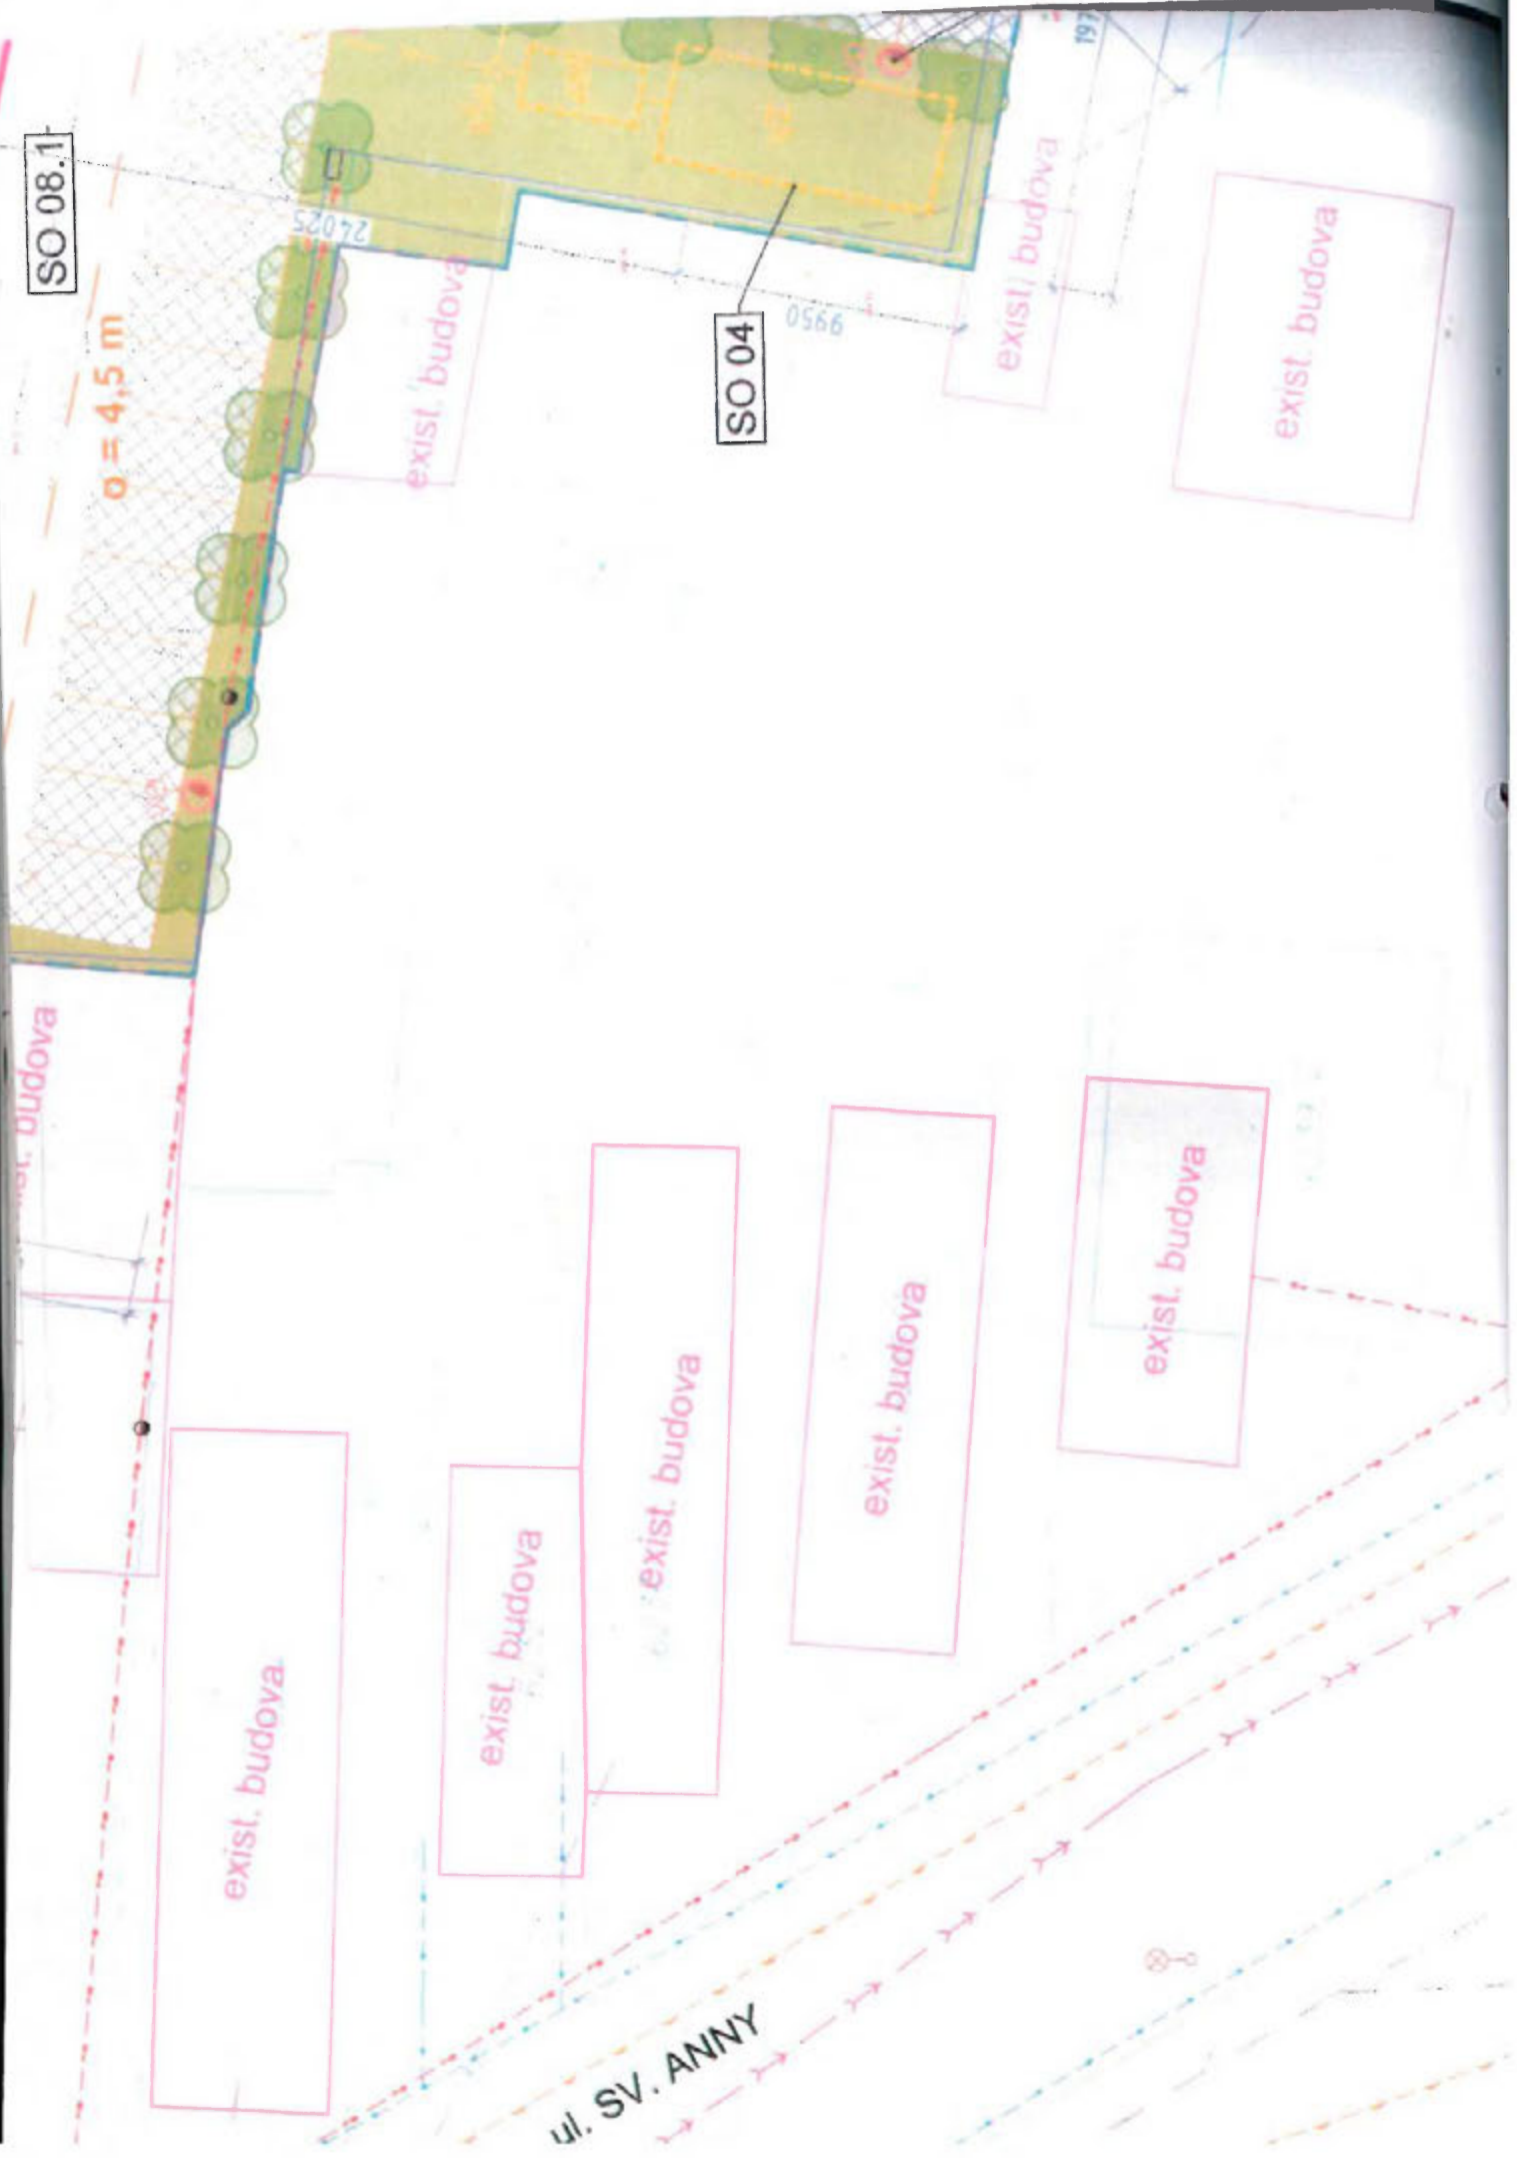 SO 08.1
o = 4,5 m
24025
exist. budova
SO 04
9950
exist. budova
197
exist. budova
budova
exist. budova
exist. budova
exist. budova
exist. budova
exist. budova
ul. SV. ANNY